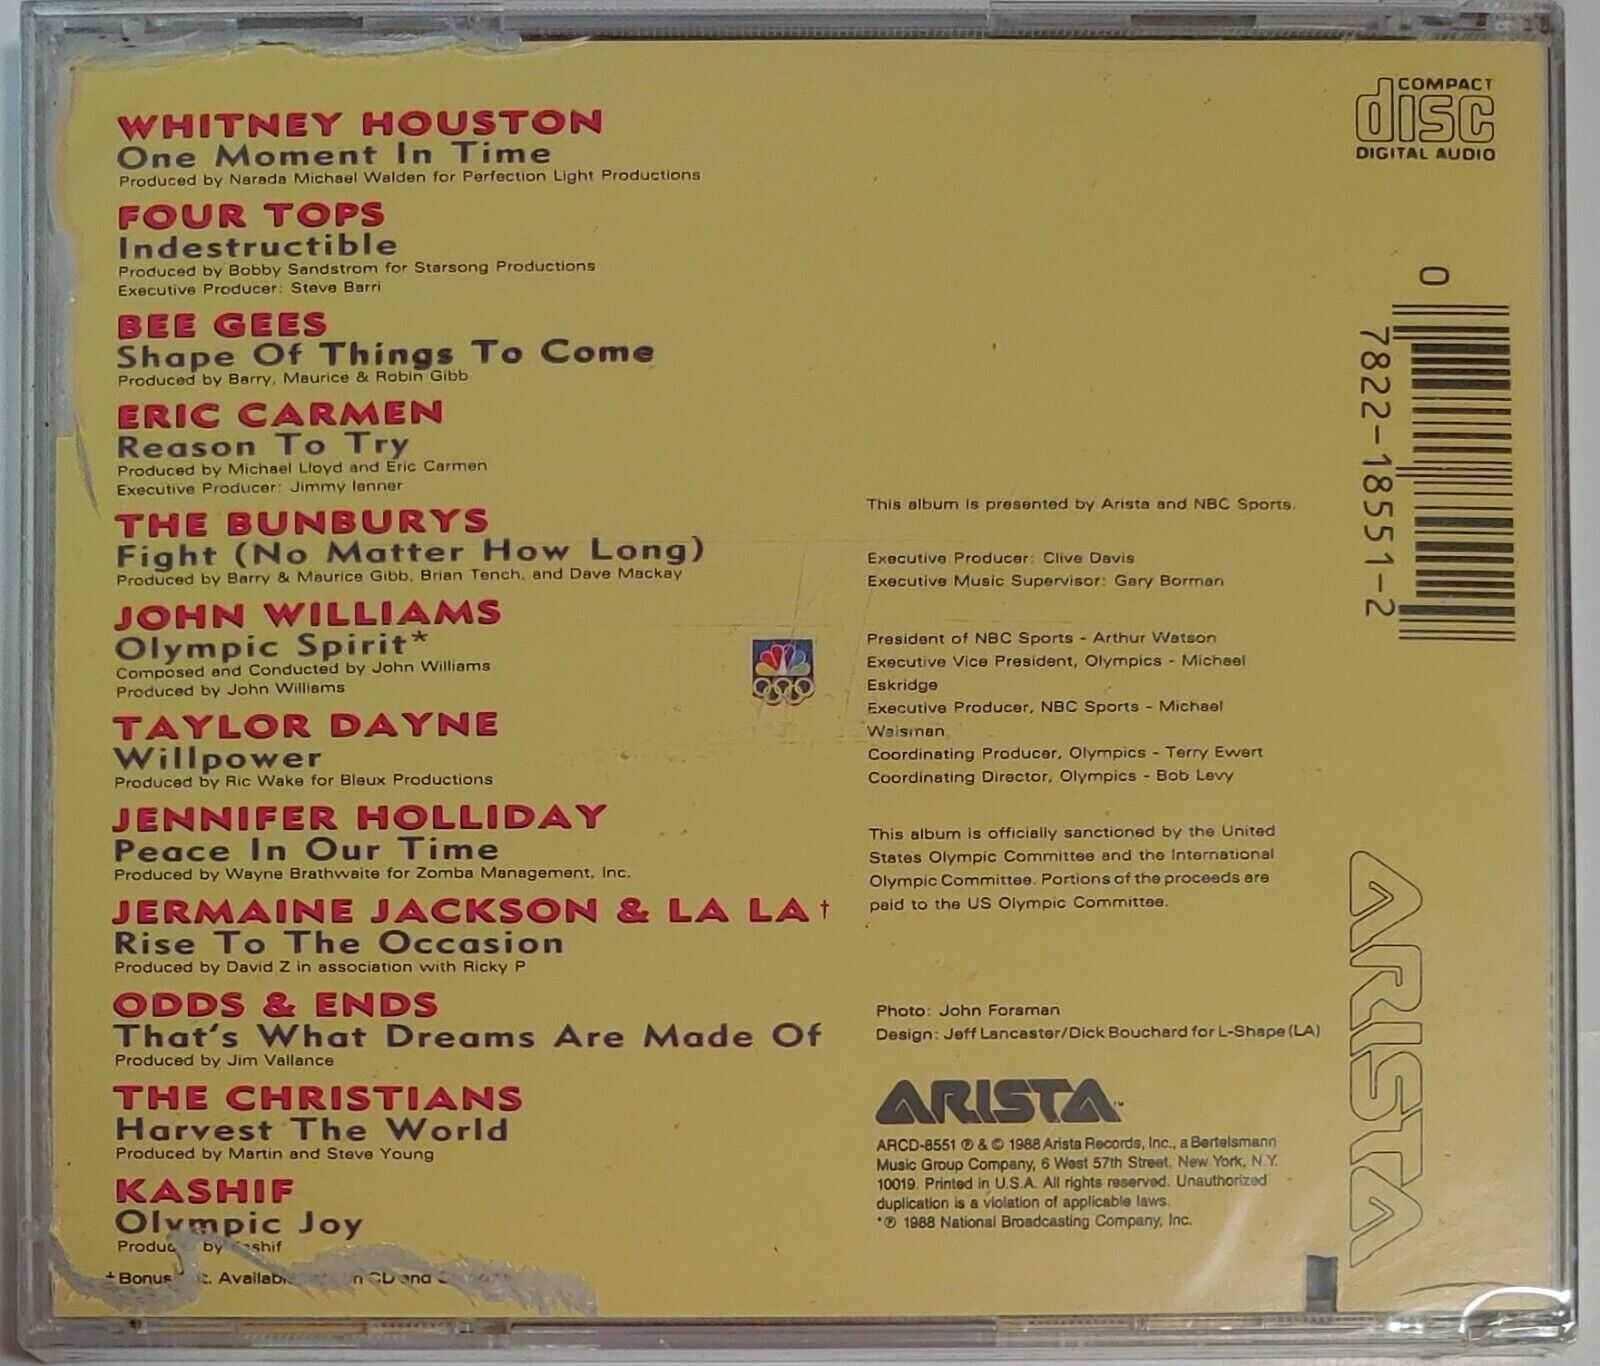 WHITNEY HOUSTON
One Moment In Time
Produced by Narada Michael Walden for Perfection Light Productions
FOUR TOPS
Indestructible
Produced by Bobby Sandstrom for Starsong Productions
Executive Producer: Steve Barri
BEE GEES
Shape Of Things To Come
Produced by Barry, Maurice & Robin Gibb
ERIC CARMEN
Reason To Try
Produced by Michael Lloyd and Eric Carmen
Executive Producer: Jimmy Ienner
THE BUNBURYS
Fight (No Matter How Long)
Produced by Barry & Maurice Gibb, Brian Tench, and Dave Mackay
JOHN WILLIAMS
Olympic Spirit*
Composed and Conducted by John Williams
Produced by John Williams
TAYLOR DAYNE
Willpower
Produced by Ric Wake for Bleux Productions
JENNIFER HOLLIDAY
Peace In Our Time
Produced by Wayne Brathwaite for Zomba Management, Inc.
JERMAINE JACKSON & LA LA †
Rise To The Occasion
Produced by David Z in association with Ricky P
ODDS & ENDS
That's What Dreams Are Made Of
Produced by Jim Vallance
THE CHRISTIANS
Harvest The World
Produced by Martin and Steve Young
KASHIF
Olympic Joy
by
Bonus CD and
This album is presented by Arista and NBC Sports.
Executive Producer: Clive Davis
Executive Music Supervisor: Gary Borman
President of NBC Sports - Arthur Watson
Executive Vice President, Olympics - Michael
Eskridge
Executive Producer, NBC Sports - Michael
Weisman
Coordinating Producer, Olympics - Terry Ewert
Coordinating Director, Olympics - Bob Levy
This album is officially sanctioned by the United
States Olympic Committee and the International
Olympic Committee. Portions of the proceeds are
paid to the US Olympic Committee.
Photo: John Forsman
Design: Jeff Lancaster/Dick Bouchard for L-Shape (LA)
ARISTA™
ARCD-8551 ℗ & © 1988 Arista Records, Inc., a Bertelsmann
Music Group Company, 6 West 57th Street, New York, N.Y.
10019. Printed in U.S.A. All rights reserved. Unauthorized
duplication is a violation of applicable laws.
*℗ 1988 National Broadcasting Company, Inc.
COMPACT
disc
DIGITAL AUDIO
0 7822-18551-2
ARISTA